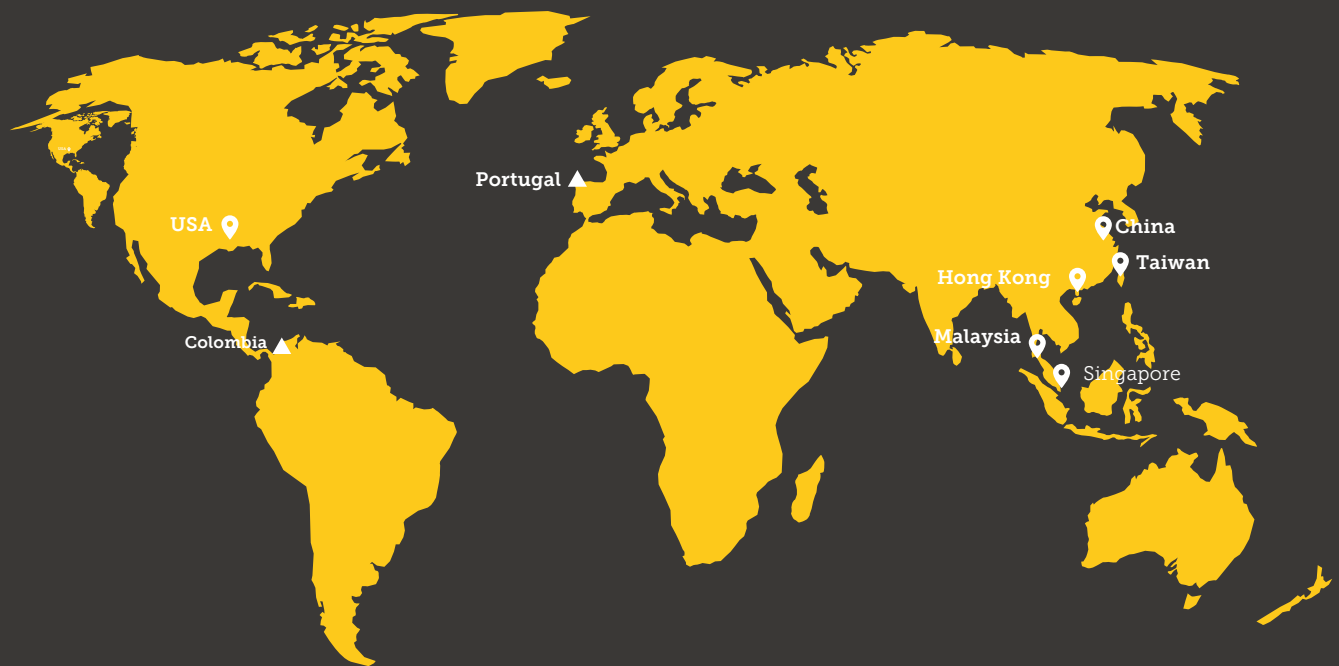 Portugal
USA
China
Taiwan
Hong Kong
Malaysia
Colombia
Singapore